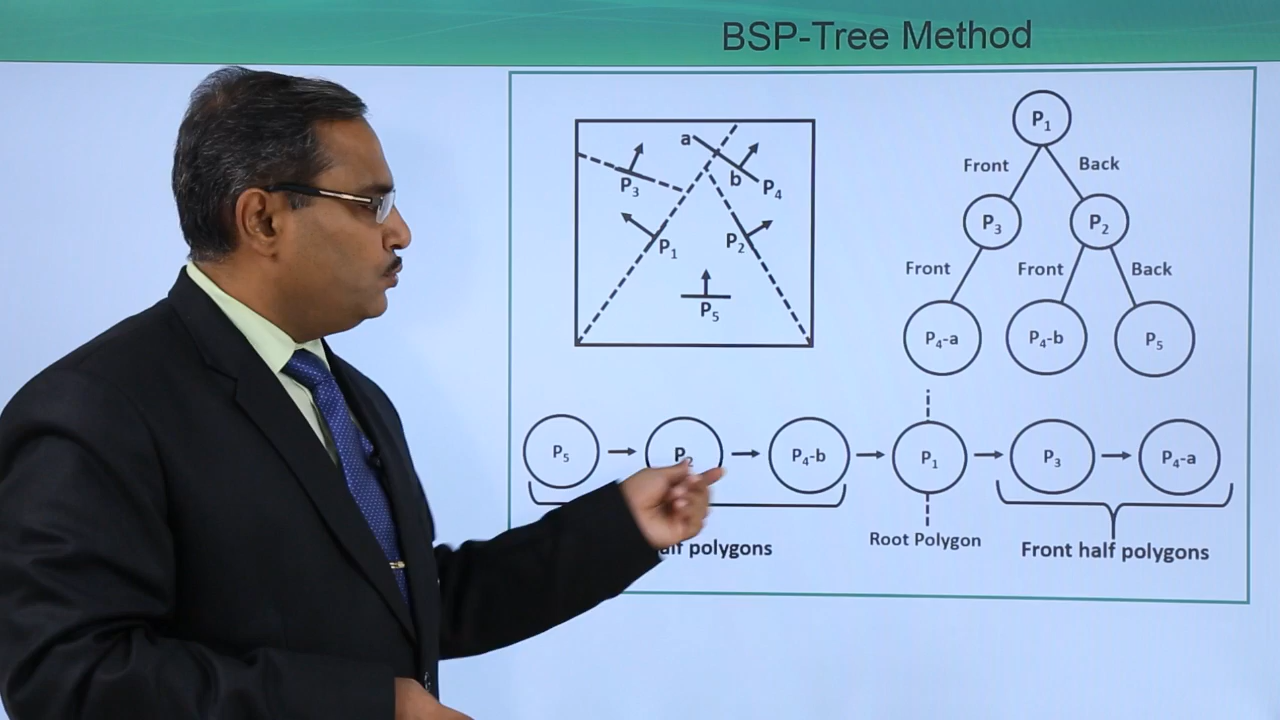 BSP-Tree Method
a
b
P3
P4
P1
P2
P5
P1
Front
Back
P3
P2
Front
Front
Back
P4-a
P4-b
P5
P5
P2
P4-b
P1
P3
P4-a
polygons
Root Polygon
Front half polygons